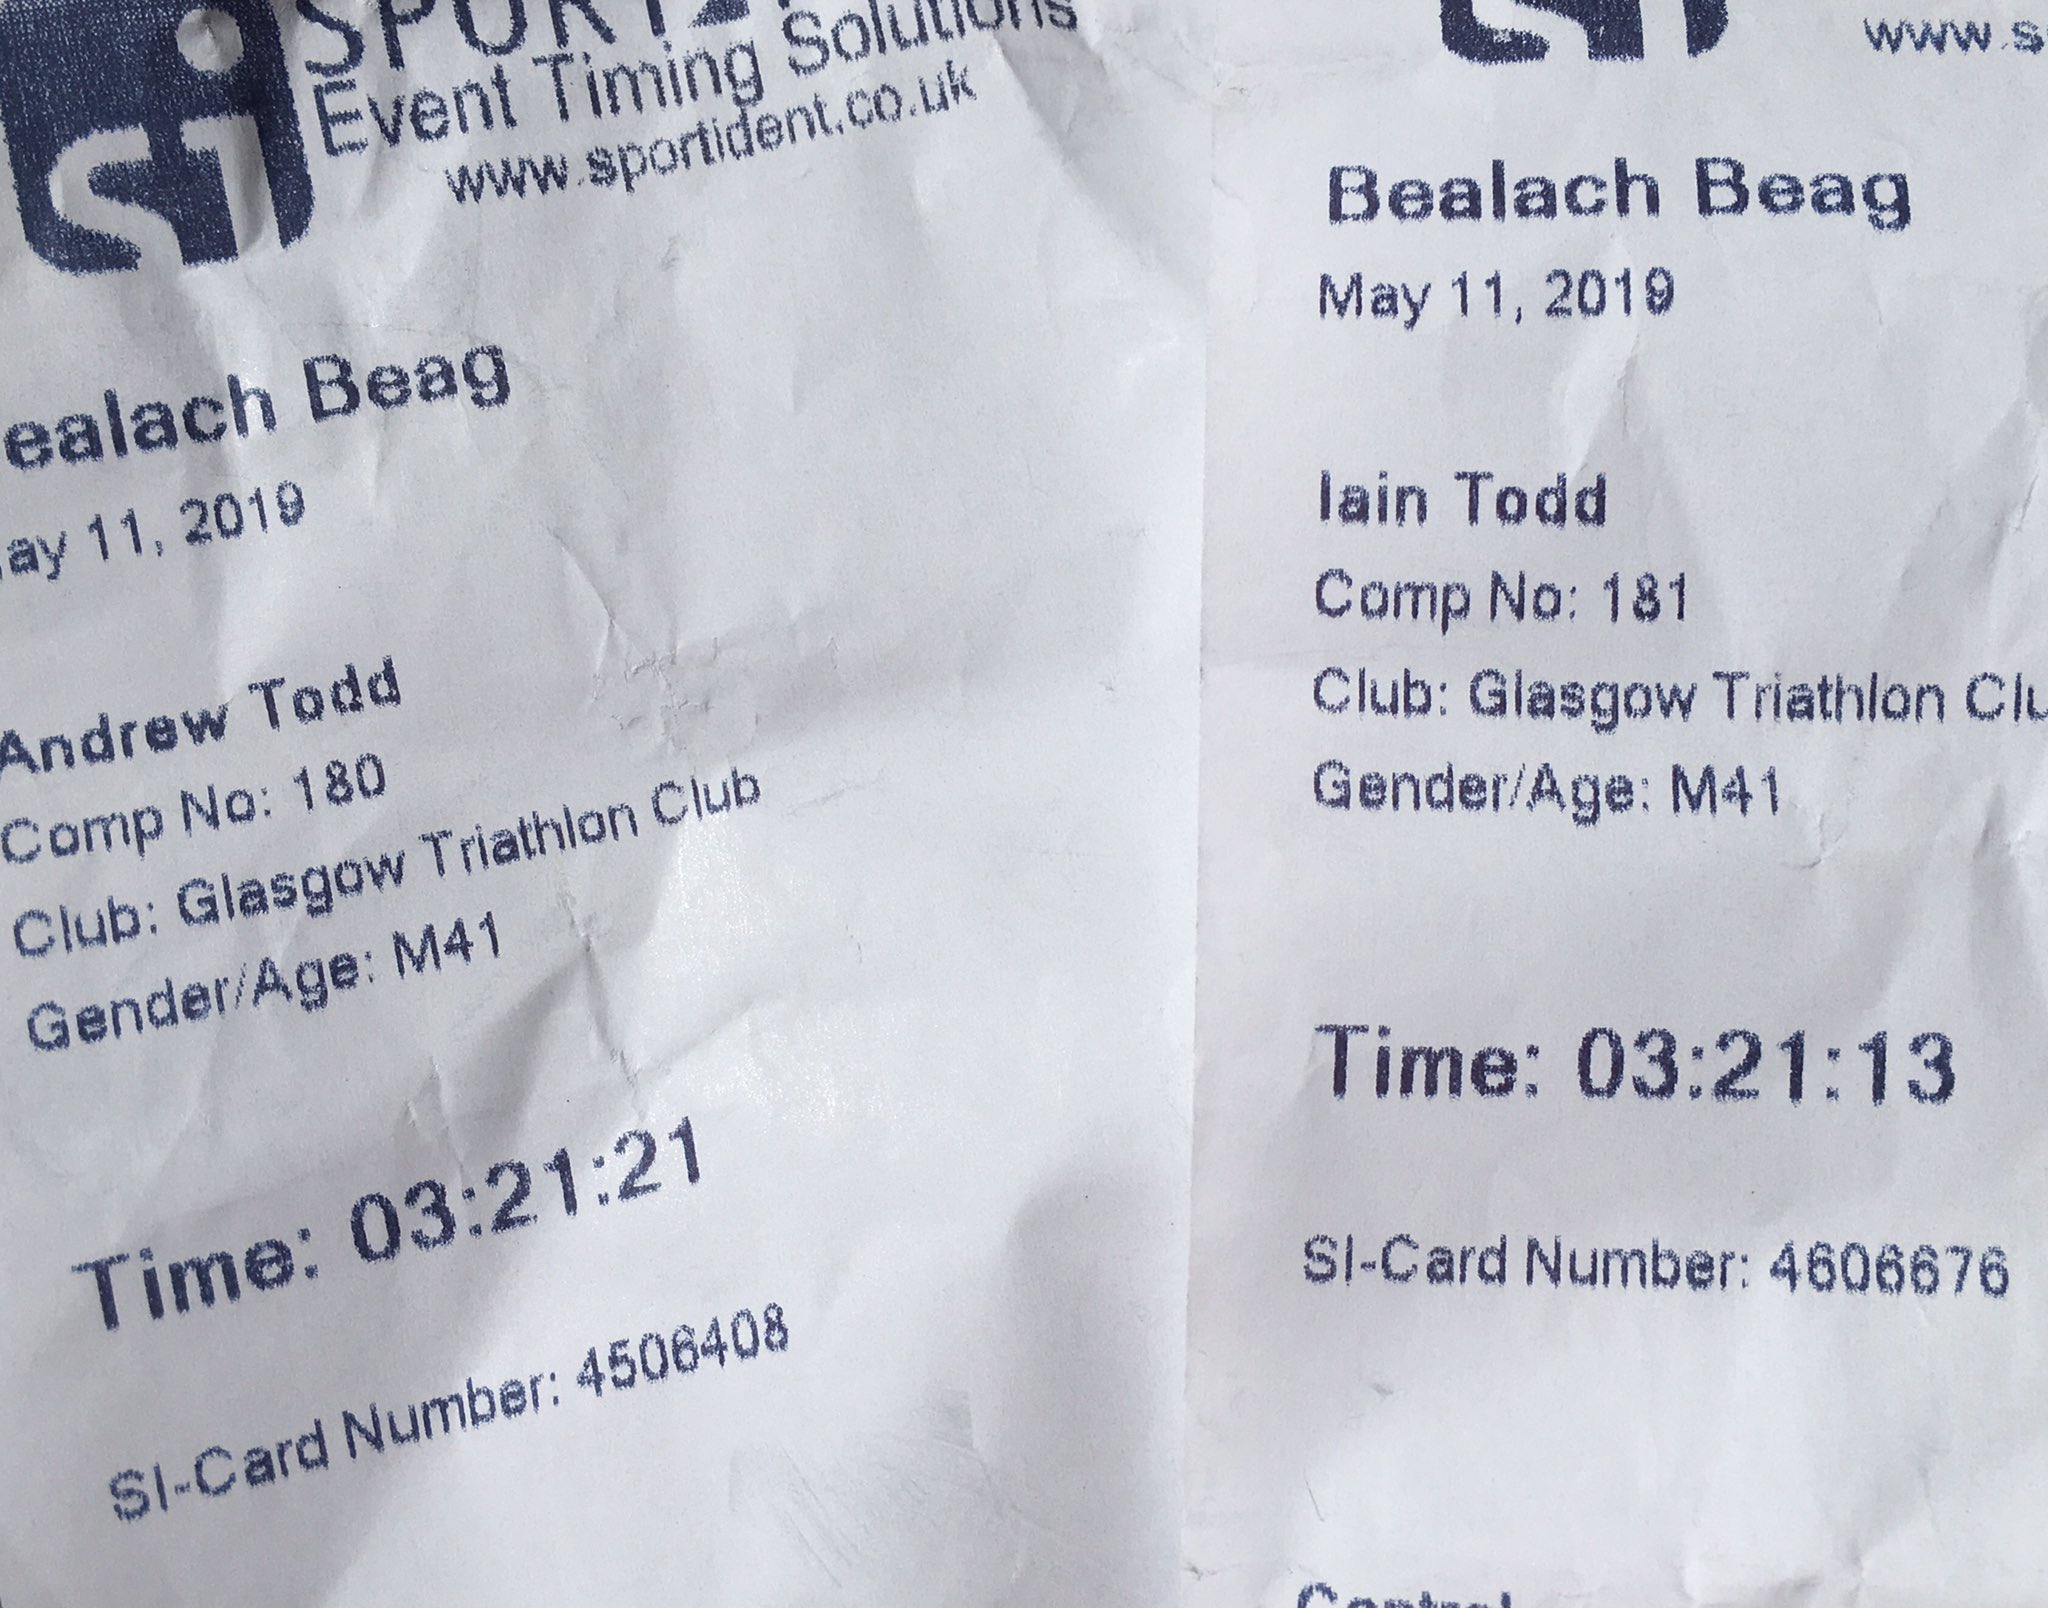 Event Timing Solutions
www.sportident.co.uk
ealach Beag
ay 11, 2019
Andrew Todd
Comp No: 180
Club: Glasgow Triathlon Club
Gender/Age: M41
Time: 03:21:21
SI-Card Number: 4506408
www.s
Bealach Beag
May 11, 2019
Iain Todd
Comp No: 181
Club: Glasgow Triathlon Clu
Gender/Age: M41
Time: 03:21:13
SI-Card Number: 4606676